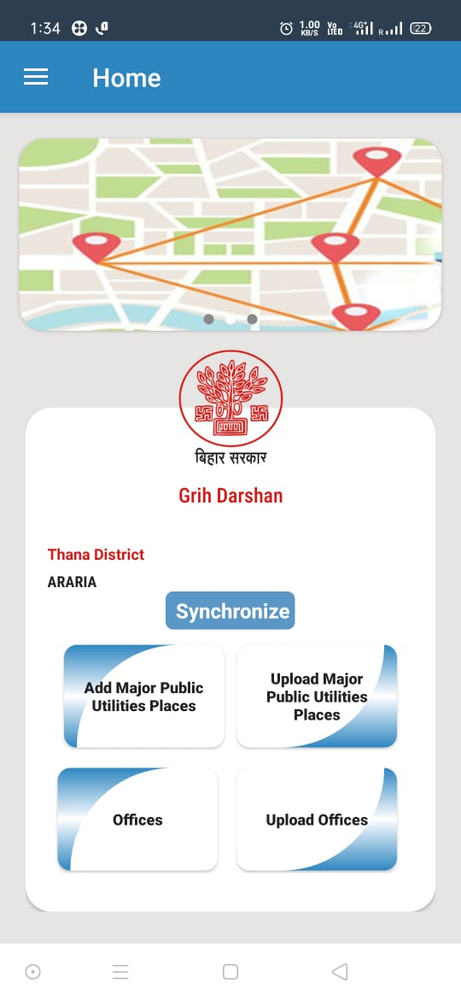 1:34
1.00
KB/S
Vo
LTED
4G+
R
22
Home
बिहार सरकार
Grih Darshan
Thana District
ARARIA
Synchronize
Add Major Public
Utilities Places
Upload Major
Public Utilities
Places
Offices
Upload Offices